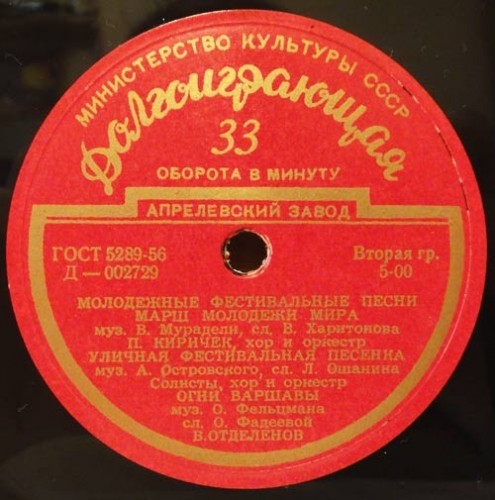 МИНИСТЕРСТВО КУЛЬТУРЫ СССР
Долгоиграющая
33
ОБОРОТА В МИНУТУ
АПРЕЛЕВСКИЙ ЗАВОД
ГОСТ 5289-56
Вторая гр.
Д — 002729
5-00
МОЛОДЕЖНЫЕ ФЕСТИВАЛЬНЫЕ ПЕСНИ
МАРШ МОЛОДЕЖИ МИРА
муз. В. Мурадели, сл. В. Харитонова
П. КИРИЧЕК, хор и оркестр
УЛИЧНАЯ ФЕСТИВАЛЬНАЯ ПЕСЕНКА
муз. А. Островского, сл. Л. Ошанина
Солисты, хор и оркестр
ОГНИ ВАРШАВЫ
муз. О. Фельцмана
сл. О. Фадеевой
В.ОТДЕЛЕНОВ